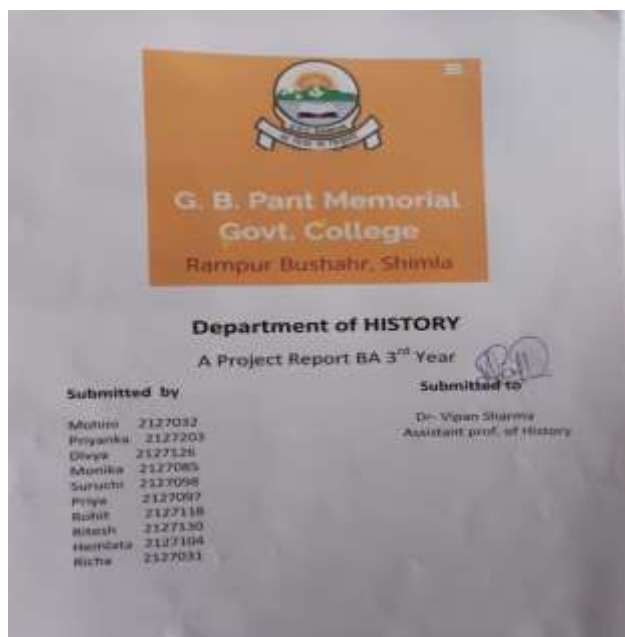 G. B. Pant Memorial
Govt. College
Rampur Bushahr, Shimla
Department of HISTORY
A Project Report BA 3rd Year
Submitted by
Submitted to
Mohini 2127032
Priyanka 2127203
Divya 2127126
Monika 2127085
Suruchi 2127098
Priya 2127097
Rohit 2127118
Ritesh 2127130
Hemlata 2127104
Richa 2127031
Dr- Vipan Sharma
Assistant prof. of History